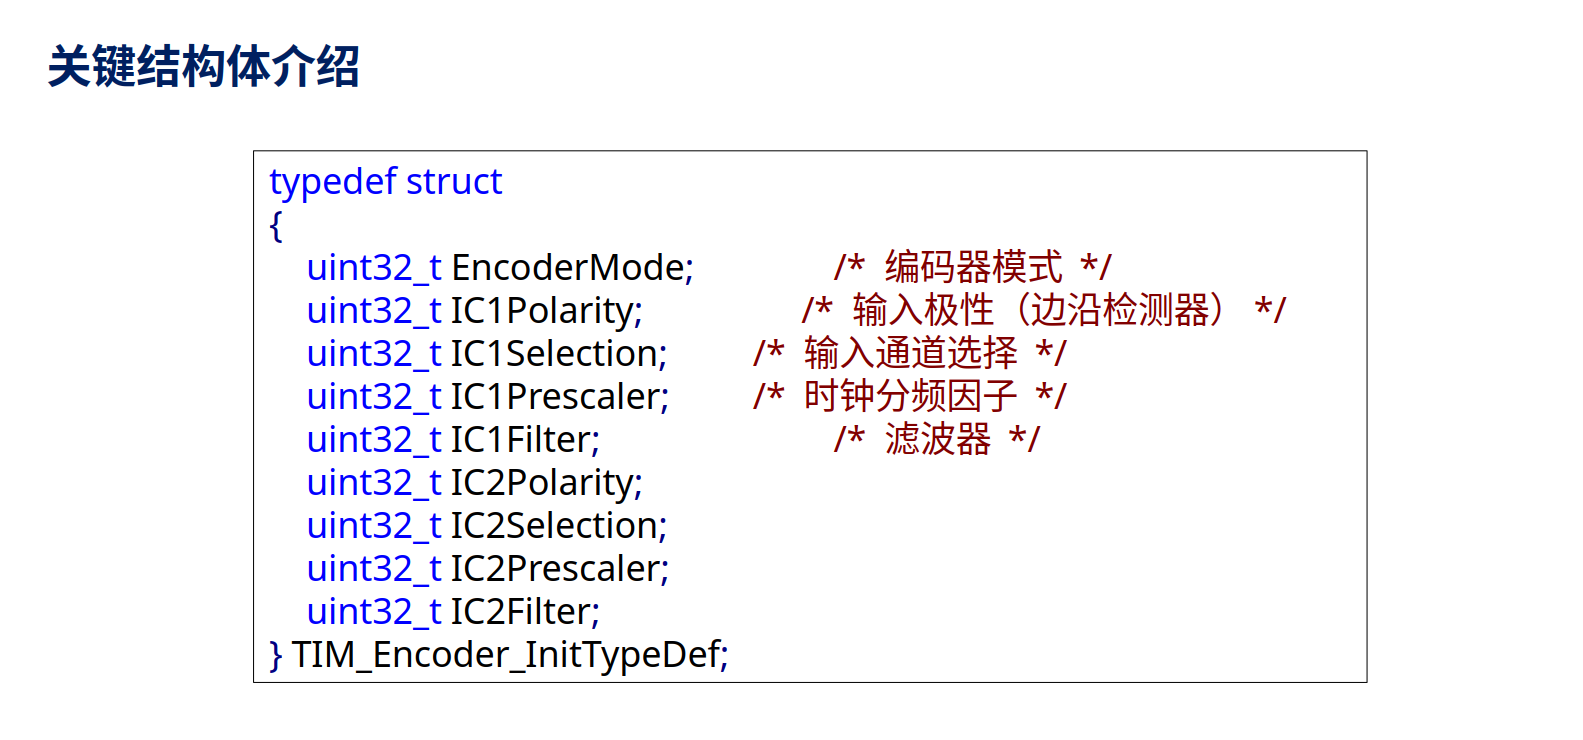 关键结构体介绍
typedef struct
{
uint32_t EncoderMode; /* 编码器模式 */
uint32_t IC1Polarity; /* 输入极性（边沿检测器） */
uint32_t IC1Selection; /* 输入通道选择 */
uint32_t IC1Prescaler; /* 时钟分频因子 */
uint32_t IC1Filter; /* 滤波器 */
uint32_t IC2Polarity;
uint32_t IC2Selection;
uint32_t IC2Prescaler;
uint32_t IC2Filter;
} TIM_Encoder_InitTypeDef;